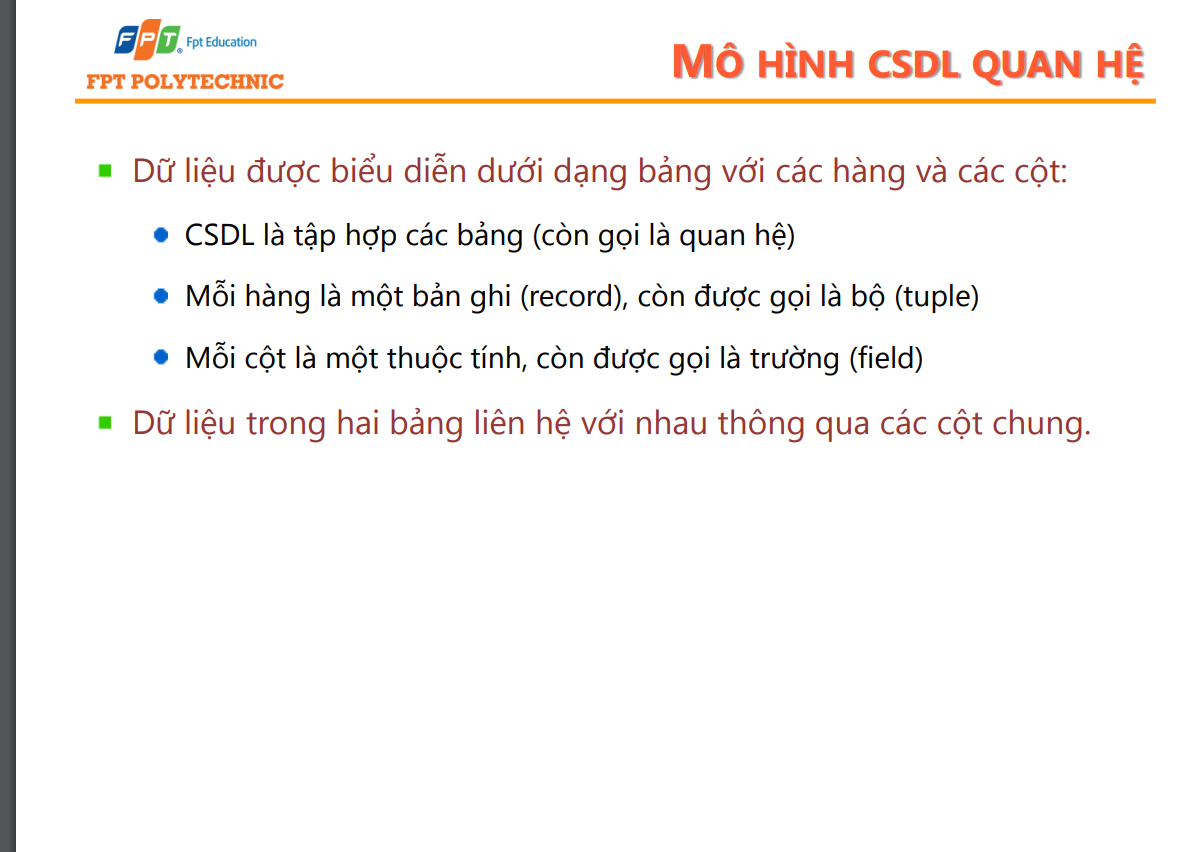 FPT Fpt Education
FPT POLYTECHNIC
MÔ HÌNH CSDL QUAN HỆ
Dữ liệu được biểu diễn dưới dạng bảng với các hàng và các cột:
CSDL là tập hợp các bảng (còn gọi là quan hệ)
Mỗi hàng là một bản ghi (record), còn được gọi là bộ (tuple)
Mỗi cột là một thuộc tính, còn được gọi là trường (field)
Dữ liệu trong hai bảng liên hệ với nhau thông qua các cột chung.